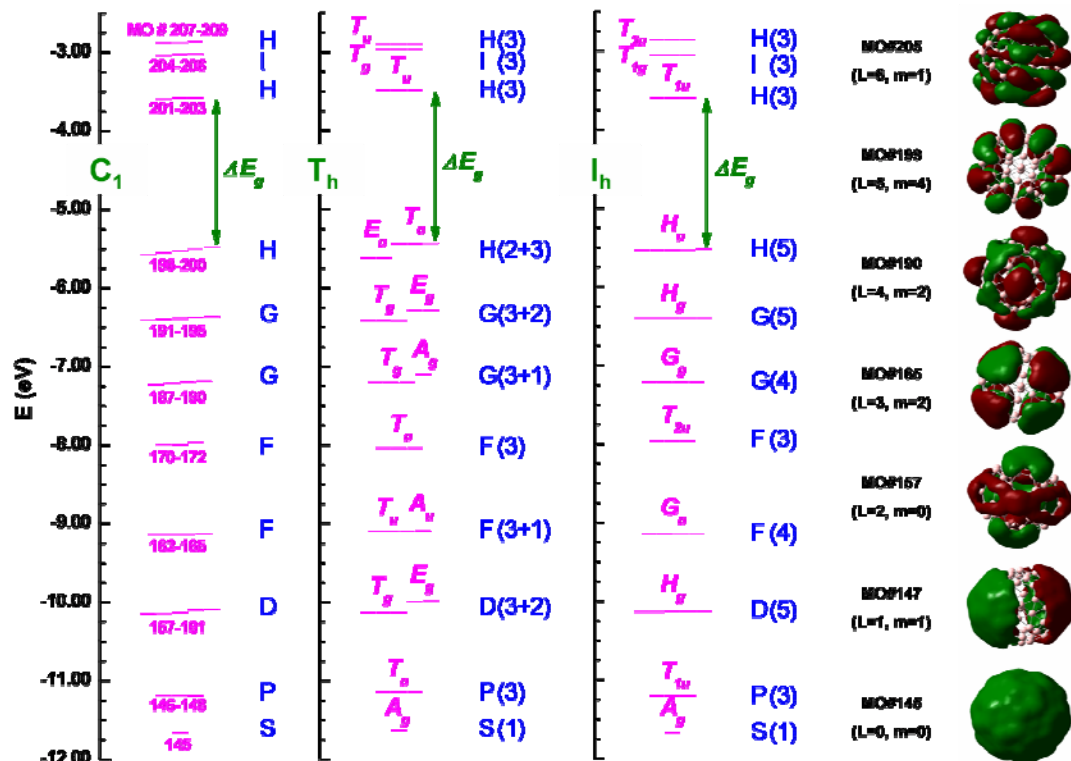 MO # 207-209
H
204-206
I
201-203
H
C1
ΔEg
196-200
H
191-195
G
187-190
G
170-172
F
162-165
F
157-161
D
146-148
P
145
S
-3.00
-4.00
-5.00
-6.00
-7.00
-8.00
-9.00
-10.00
-11.00
-12.00
E (eV)
Tu
H(3)
Tg
I (3)
Tu
H(3)
Th
ΔEg
Eu Tu
H(2+3)
Tg Eg
G(3+2)
Tg Ag
G(3+1)
Tu
F(3)
Tu Au
F(3+1)
Tg Eg
D(3+2)
Tu
P(3)
Ag
S(1)
T2u
H(3)
T1g
I (3)
T1u
H(3)
Ih
ΔEg
Hu
H(5)
Hg
G(5)
Gg
G(4)
T2u
F(3)
Gu
F(4)
Hg
D(5)
T1u
P(3)
Ag
S(1)
MO#205
(L=6, m=1)
MO#198
(L=5, m=4)
MO#190
(L=4, m=2)
MO#165
(L=3, m=2)
MO#157
(L=2, m=0)
MO#147
(L=1, m=1)
MO#145
(L=0, m=0)